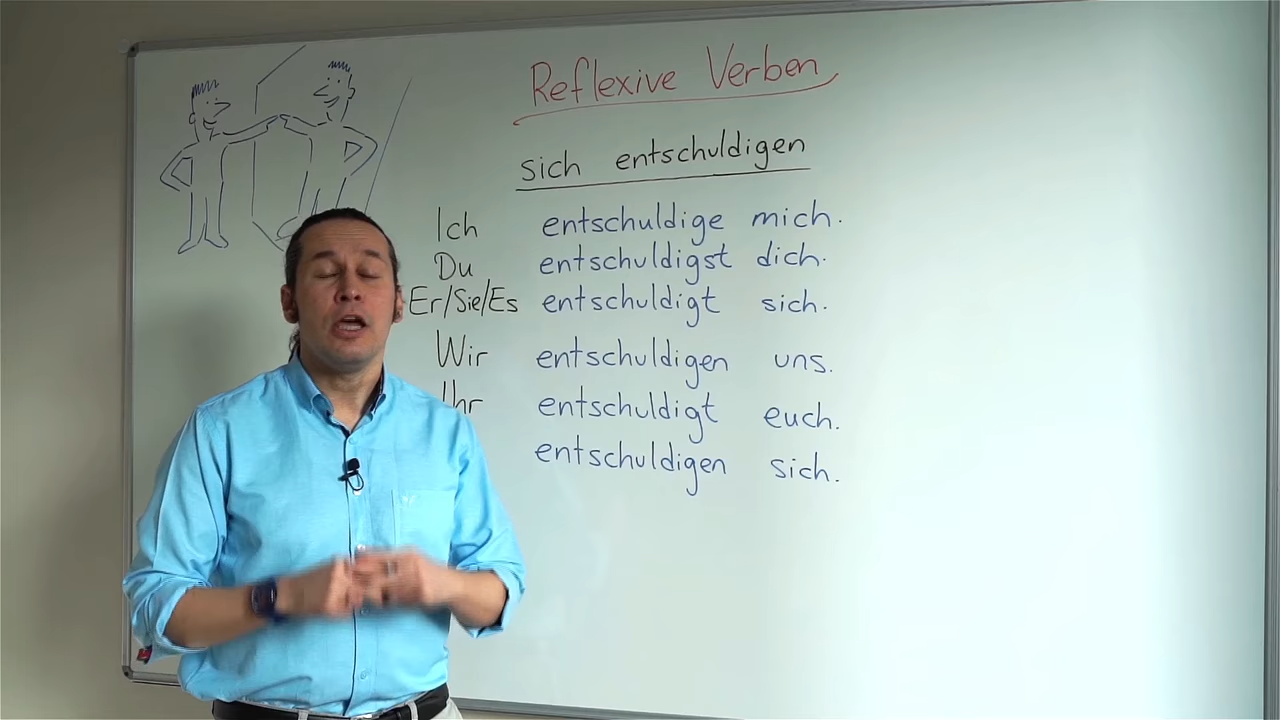 Reflexive Verben
sich entschuldigen
Ich entschuldige mich.
Du entschuldigst dich.
Er/Sie/Es entschuldigt sich.
Wir entschuldigen uns.
Ihr entschuldigt euch.
entschuldigen sich.